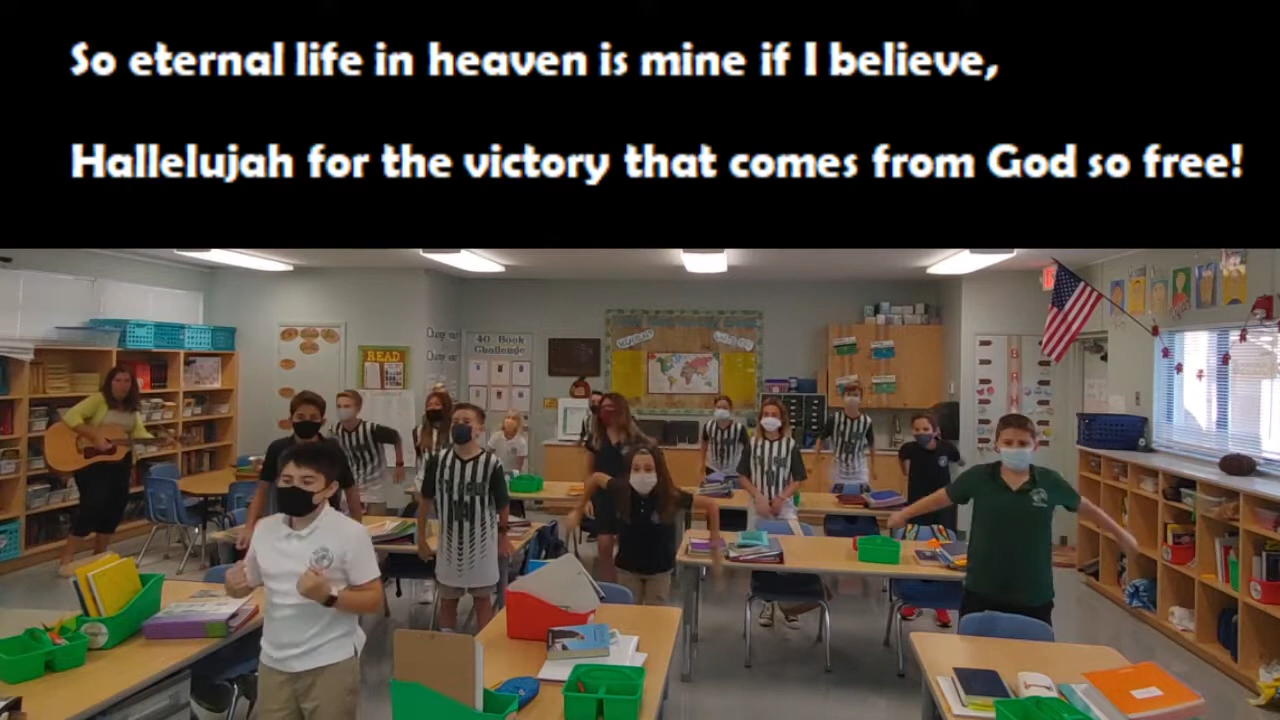 So eternal life in heaven is mine if I believe,
Hallelujah for the victory that comes from God so free!
READ
40 Book
Challenge